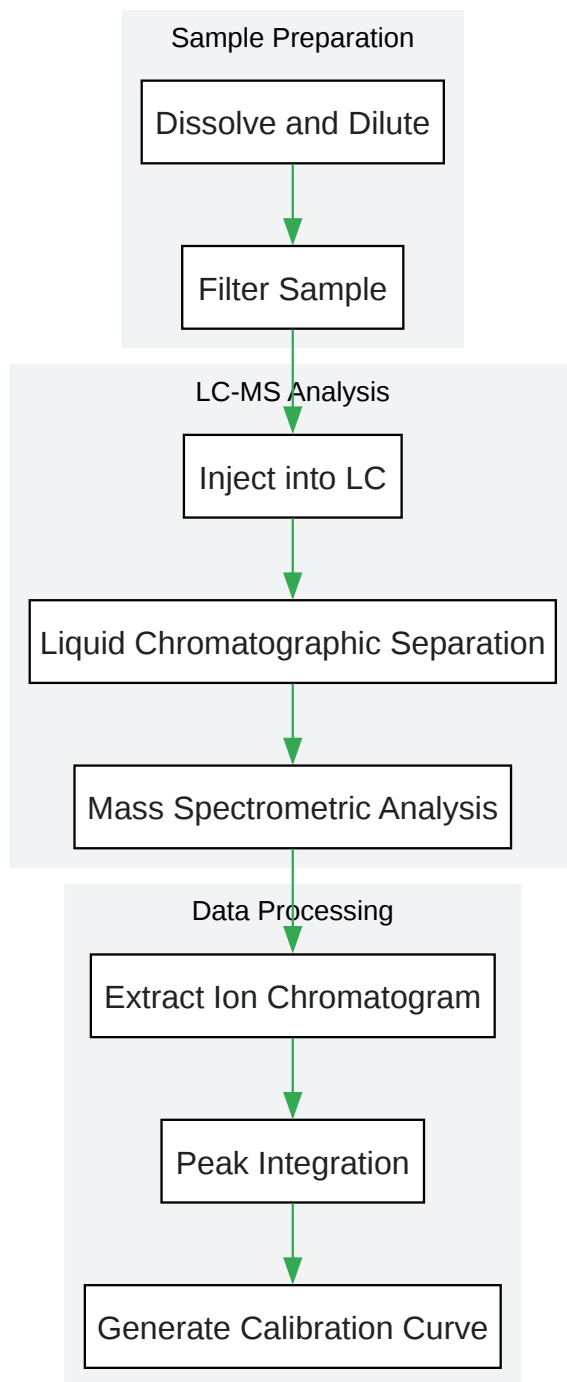 Sample Preparation
Dissolve and Dilute
Filter Sample
LC-MS Analysis
Inject into LC
Liquid Chromatographic Separation
Mass Spectrometric Analysis
Data Processing
Extract Ion Chromatogram
Peak Integration
Generate Calibration Curve